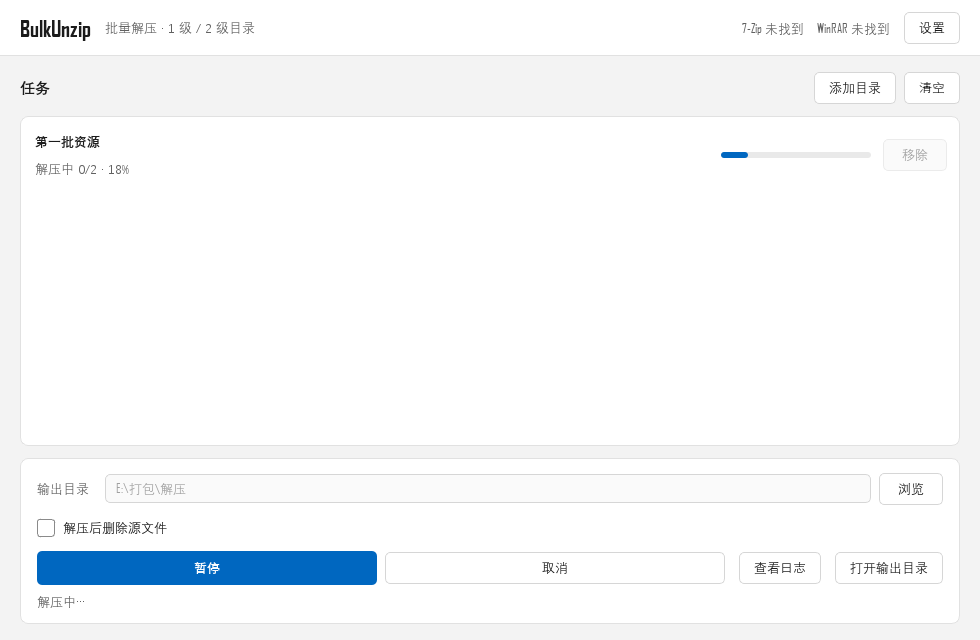 BulkUnzip 批量解压 · 1 级 / 2 级目录 7-Zip 未找到 WinRAR 未找到 设置
任务 添加目录 清空
第一批资源
解压中 0/2 · 18%
移除
输出目录 E:\打包\解压 浏览
解压后删除源文件
暂停 取消 查看日志 打开输出目录
解压中…